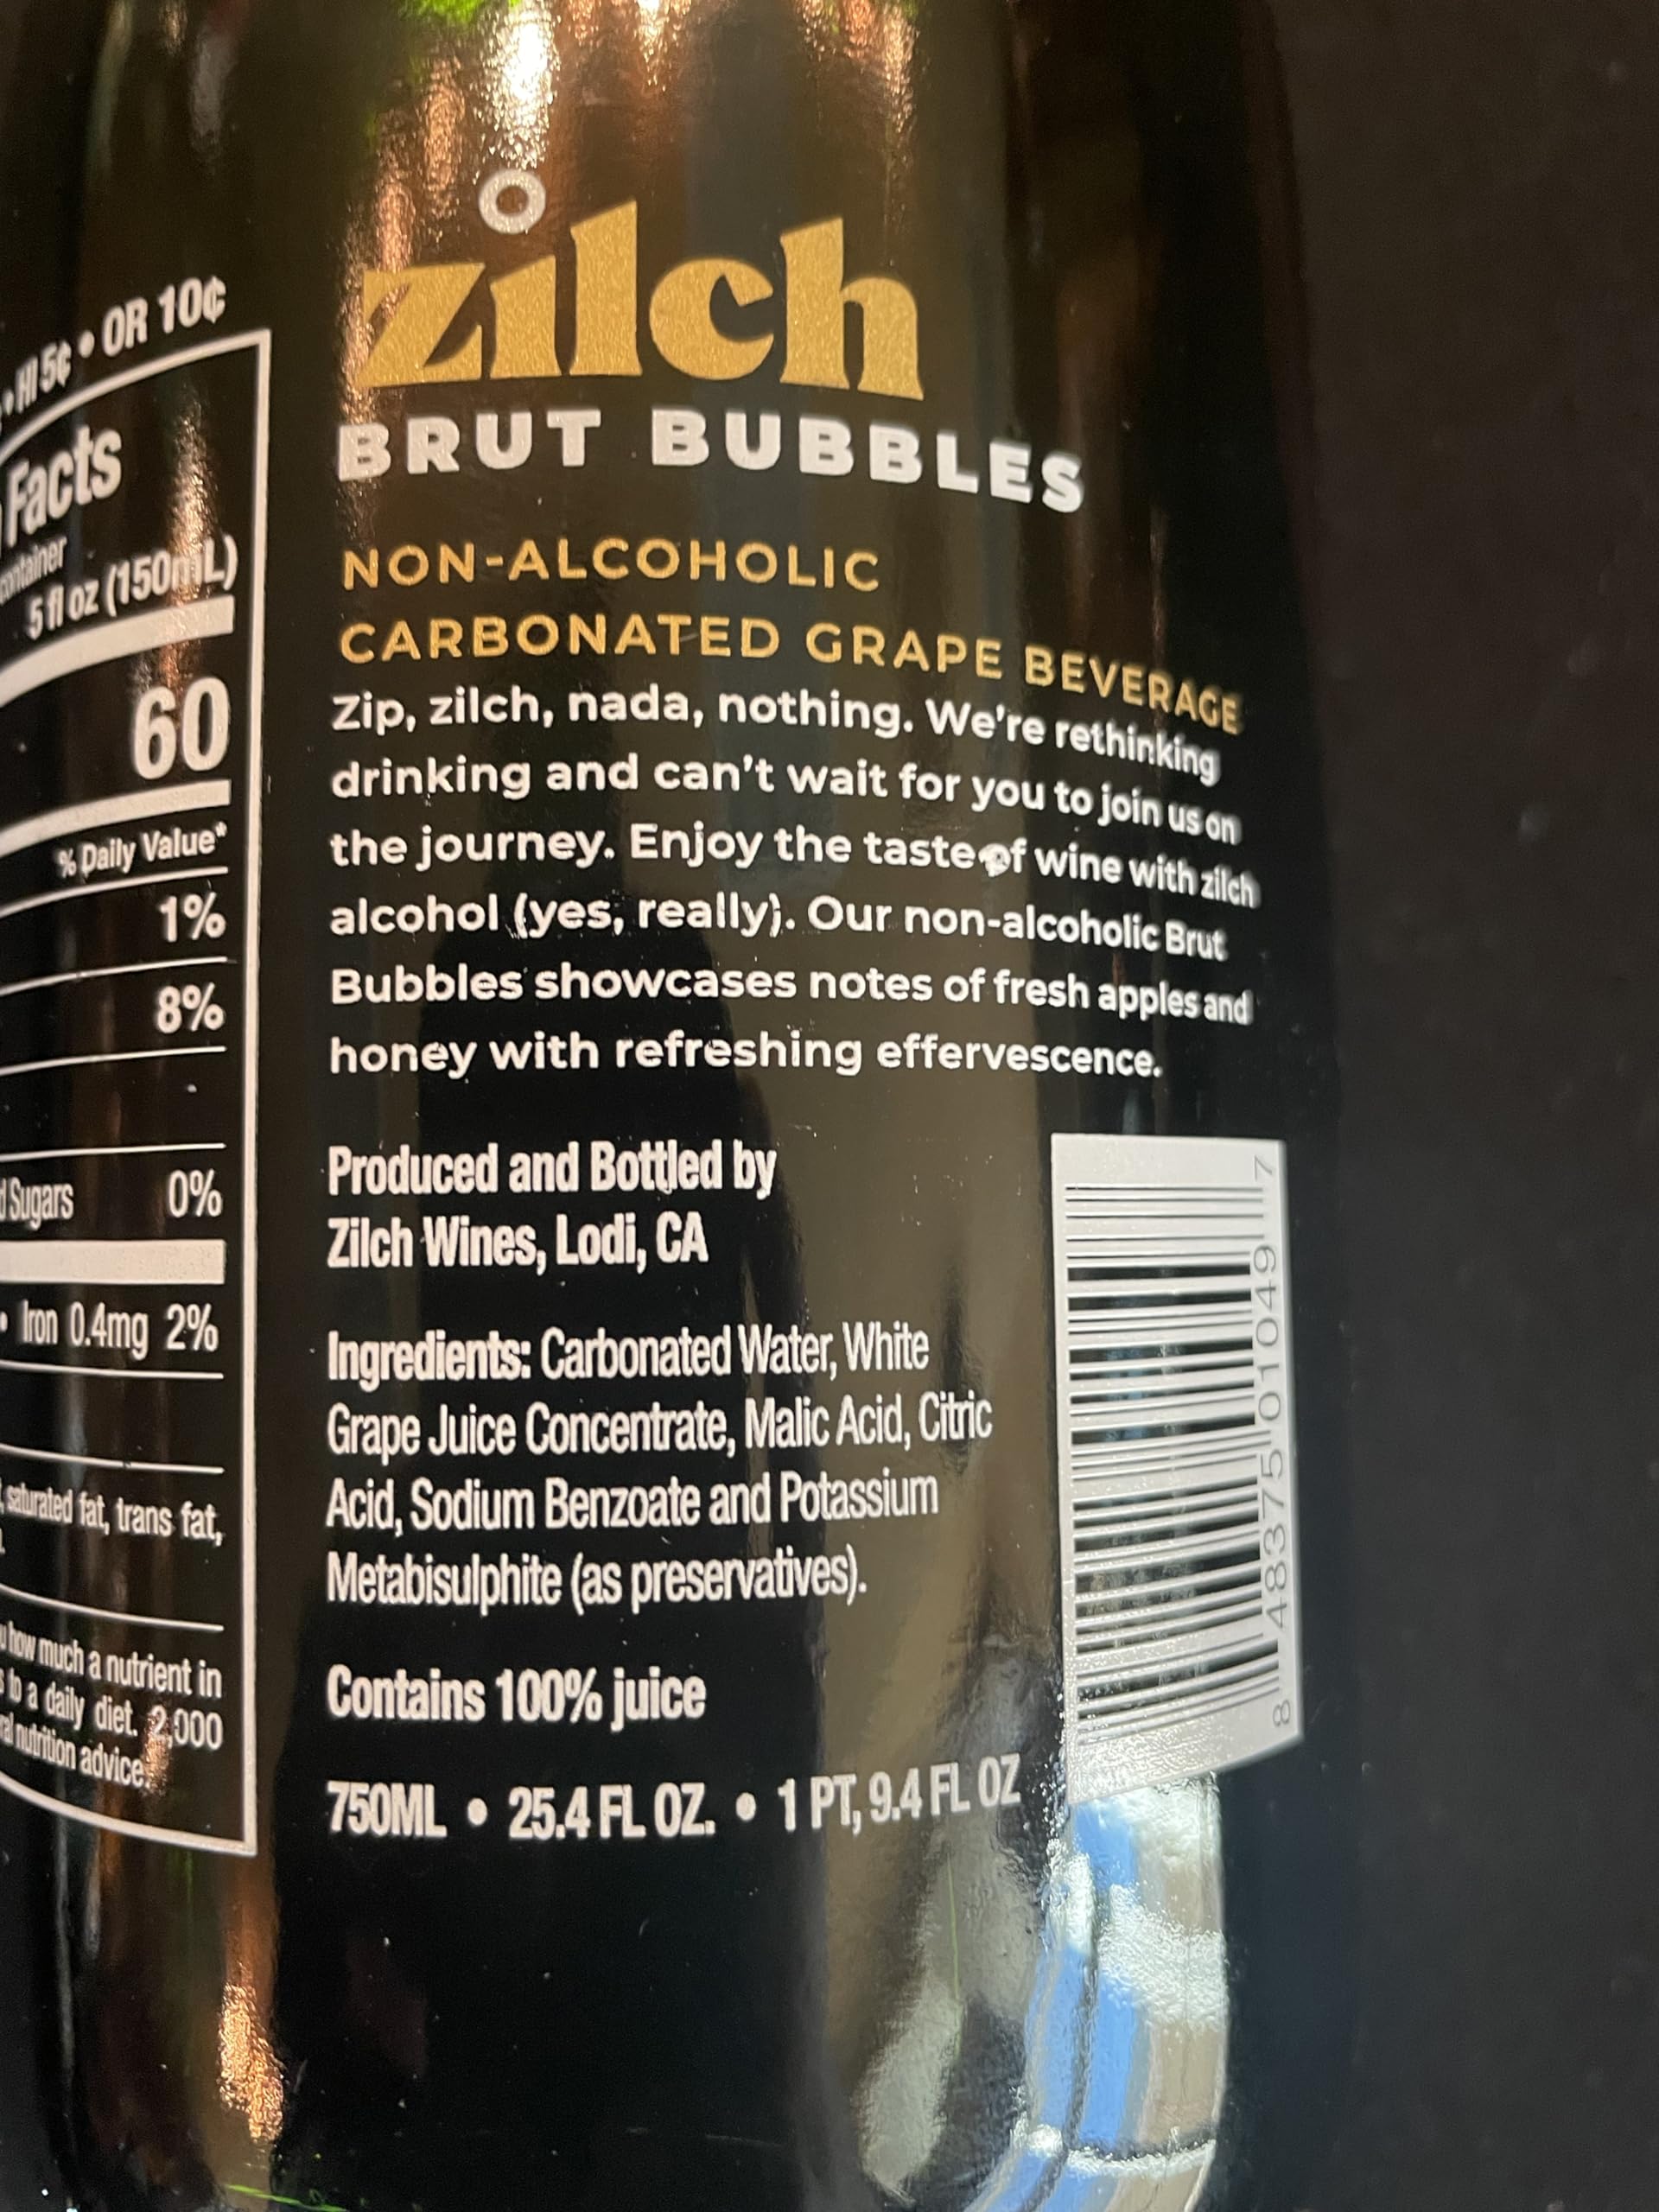 • HI 5¢ • OR 10¢
Facts
container
5 fl oz (150mL)
60
% Daily Value*
1%
8%
Sugars 0%
• Iron 0.4mg 2%
saturated fat, trans fat,
how much a nutrient in
to a daily diet. 2,000
nutrition advice.
zilch
BRUT BUBBLES
NON-ALCOHOLIC
CARBONATED GRAPE BEVERAGE
Zip, zilch, nada, nothing. We're rethinking
drinking and can't wait for you to join us on
the journey. Enjoy the taste of wine with zilch
alcohol (yes, really). Our non-alcoholic Brut
Bubbles showcases notes of fresh apples and
honey with refreshing effervescence.
Produced and Bottled by
Zilch Wines, Lodi, CA
Ingredients: Carbonated Water, White
Grape Juice Concentrate, Malic Acid, Citric
Acid, Sodium Benzoate and Potassium
Metabisulphite (as preservatives).
Contains 100% juice
750ML • 25.4 FL OZ. • 1 PT, 9.4 FL OZ
8 48375 01049 7